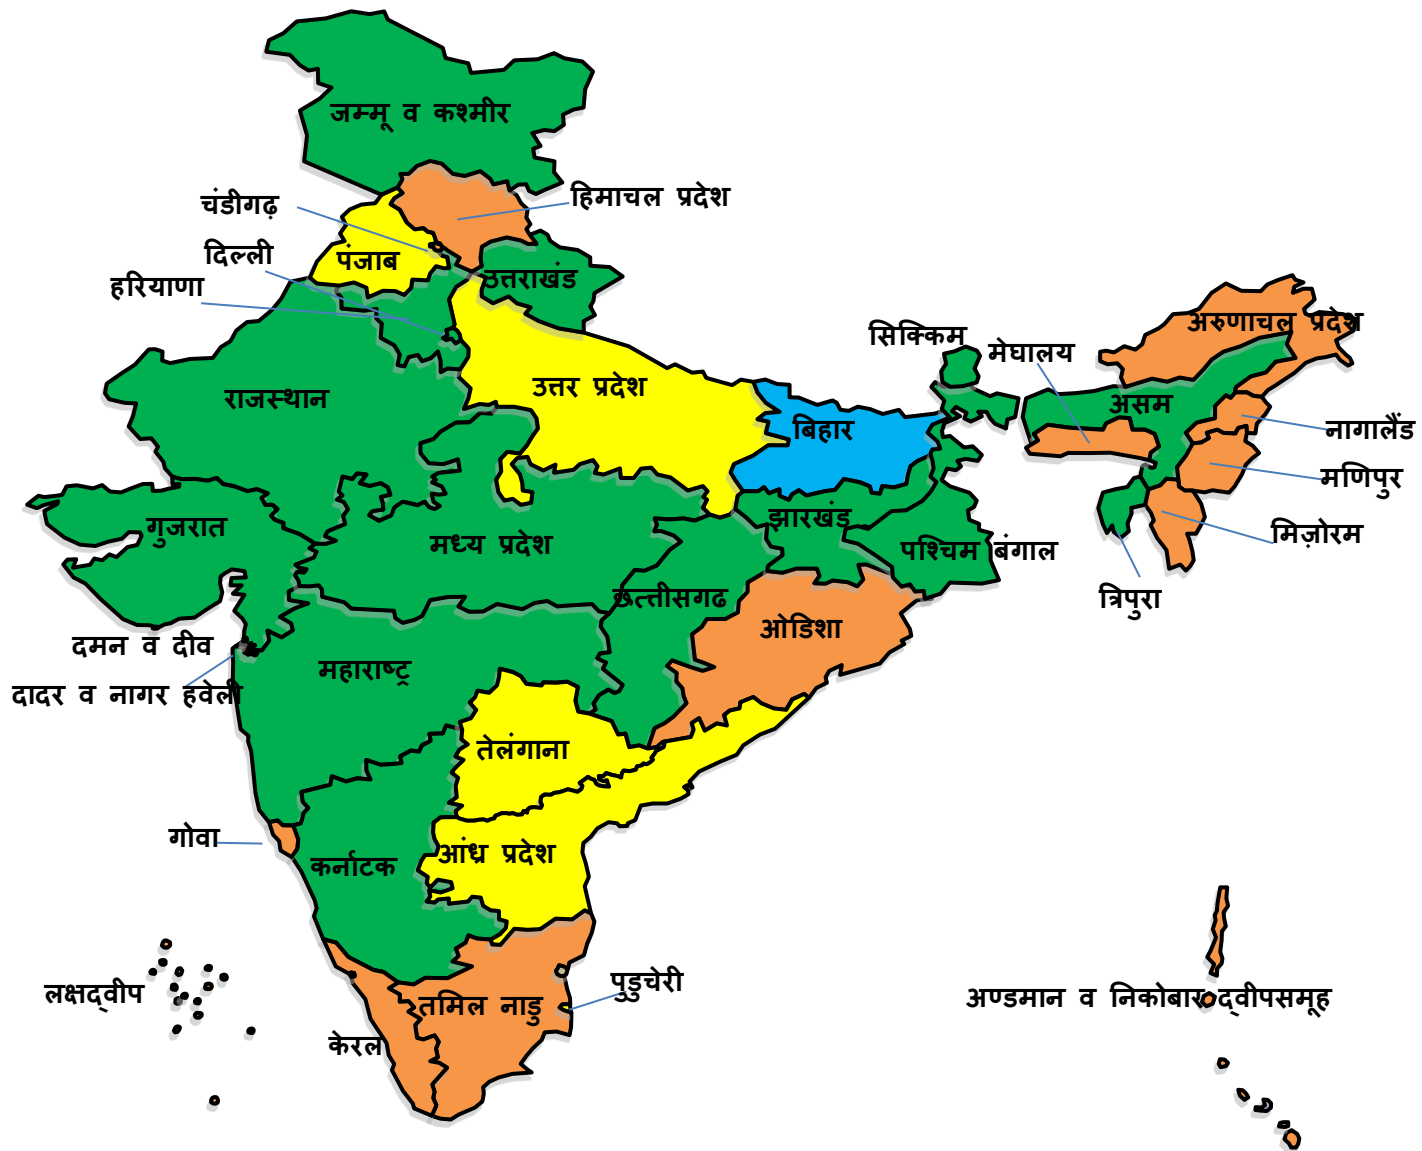 जम्मू व कश्मीर
हिमाचल प्रदेश
चंडीगढ़
दिल्ली
पंजाब
हरियाणा
उत्तराखंड
अरुणाचल प्रदेश
सिक्किम
मेघालय
उत्तर प्रदेश
राजस्थान
असम
बिहार
नागालैंड
मणिपुर
गुजरात
झारखंड
मिज़ोरम
मध्य प्रदेश
पश्चिम बंगाल
छत्तीसगढ
त्रिपुरा
ओडिशा
दमन व दीव
महाराष्ट्र
दादर व नागर हवेली
तेलंगाना
गोवा
आंध्र प्रदेश
कर्नाटक
पुडुचेरी
लक्षद्वीप
अण्डमान व निकोबार द्वीपसमूह
तमिल नाडु
केरल